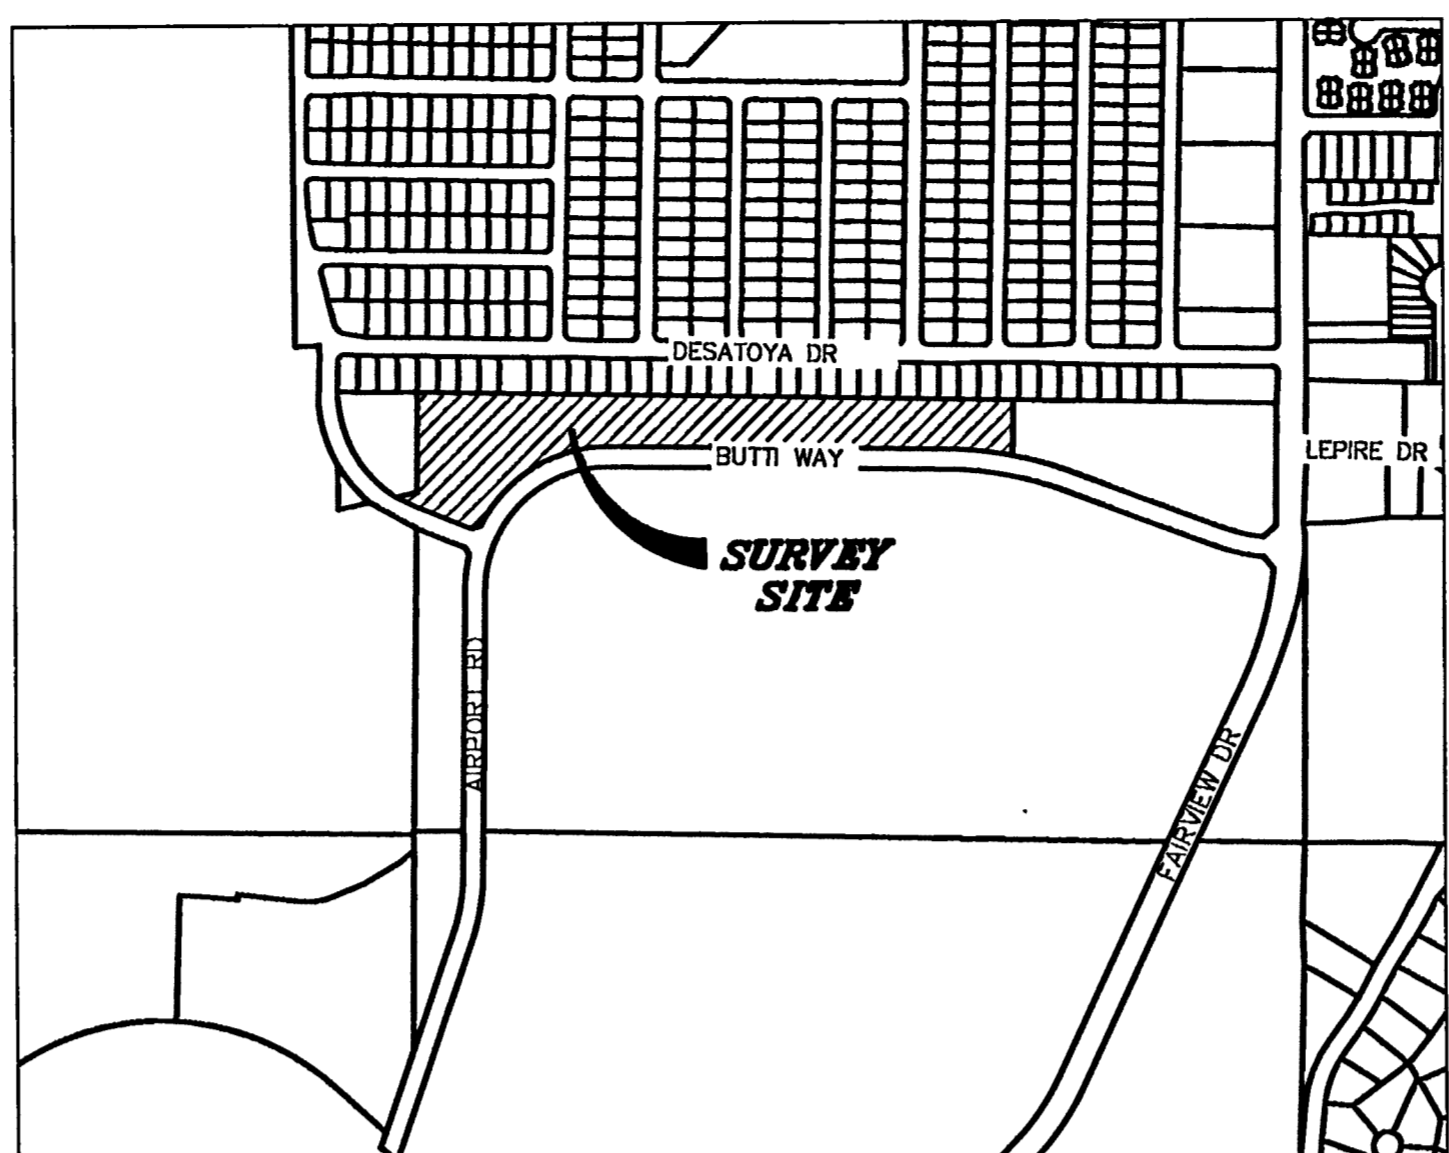 DESATOYA DR
BUTTI WAY
LEPIRE DR
SURVEY
SITE
AIRPORT RD
FAIRVIEW DR